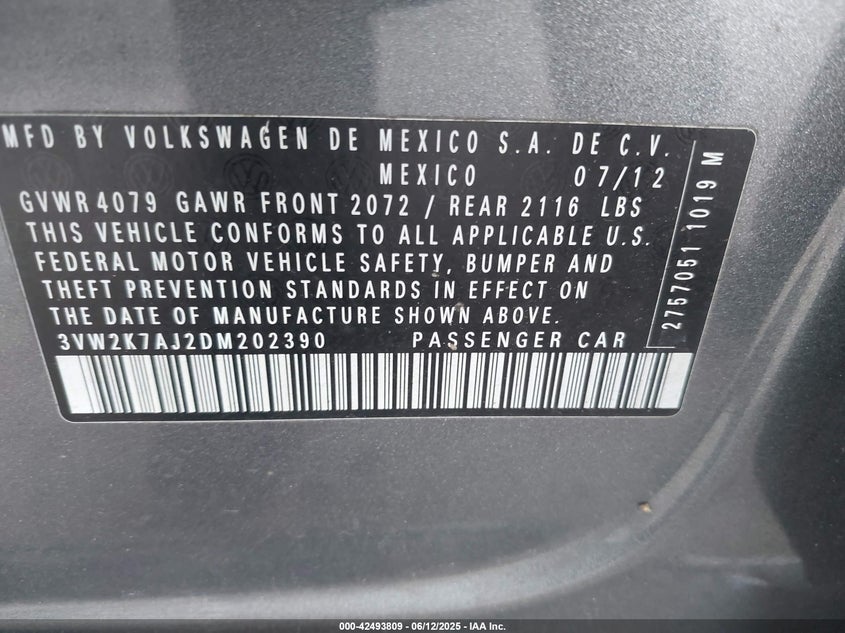 MFD BY VOLKSWAGEN DE MEXICO S.A. DE C.V.
MEXICO 07/12
GVWR 4079 GAWR FRONT 2072 / REAR 2116 LBS
THIS VEHICLE CONFORMS TO ALL APPLICABLE U.S.
FEDERAL MOTOR VEHICLE SAFETY, BUMPER AND
THEFT PREVENTION STANDARDS IN EFFECT ON
THE DATE OF MANUFACTURE SHOWN ABOVE.
3VW2K7AJ2DM202390 PASSENGER CAR
2757051 1019 M
000-42493809 - 06/12/2025 - IAA Inc.